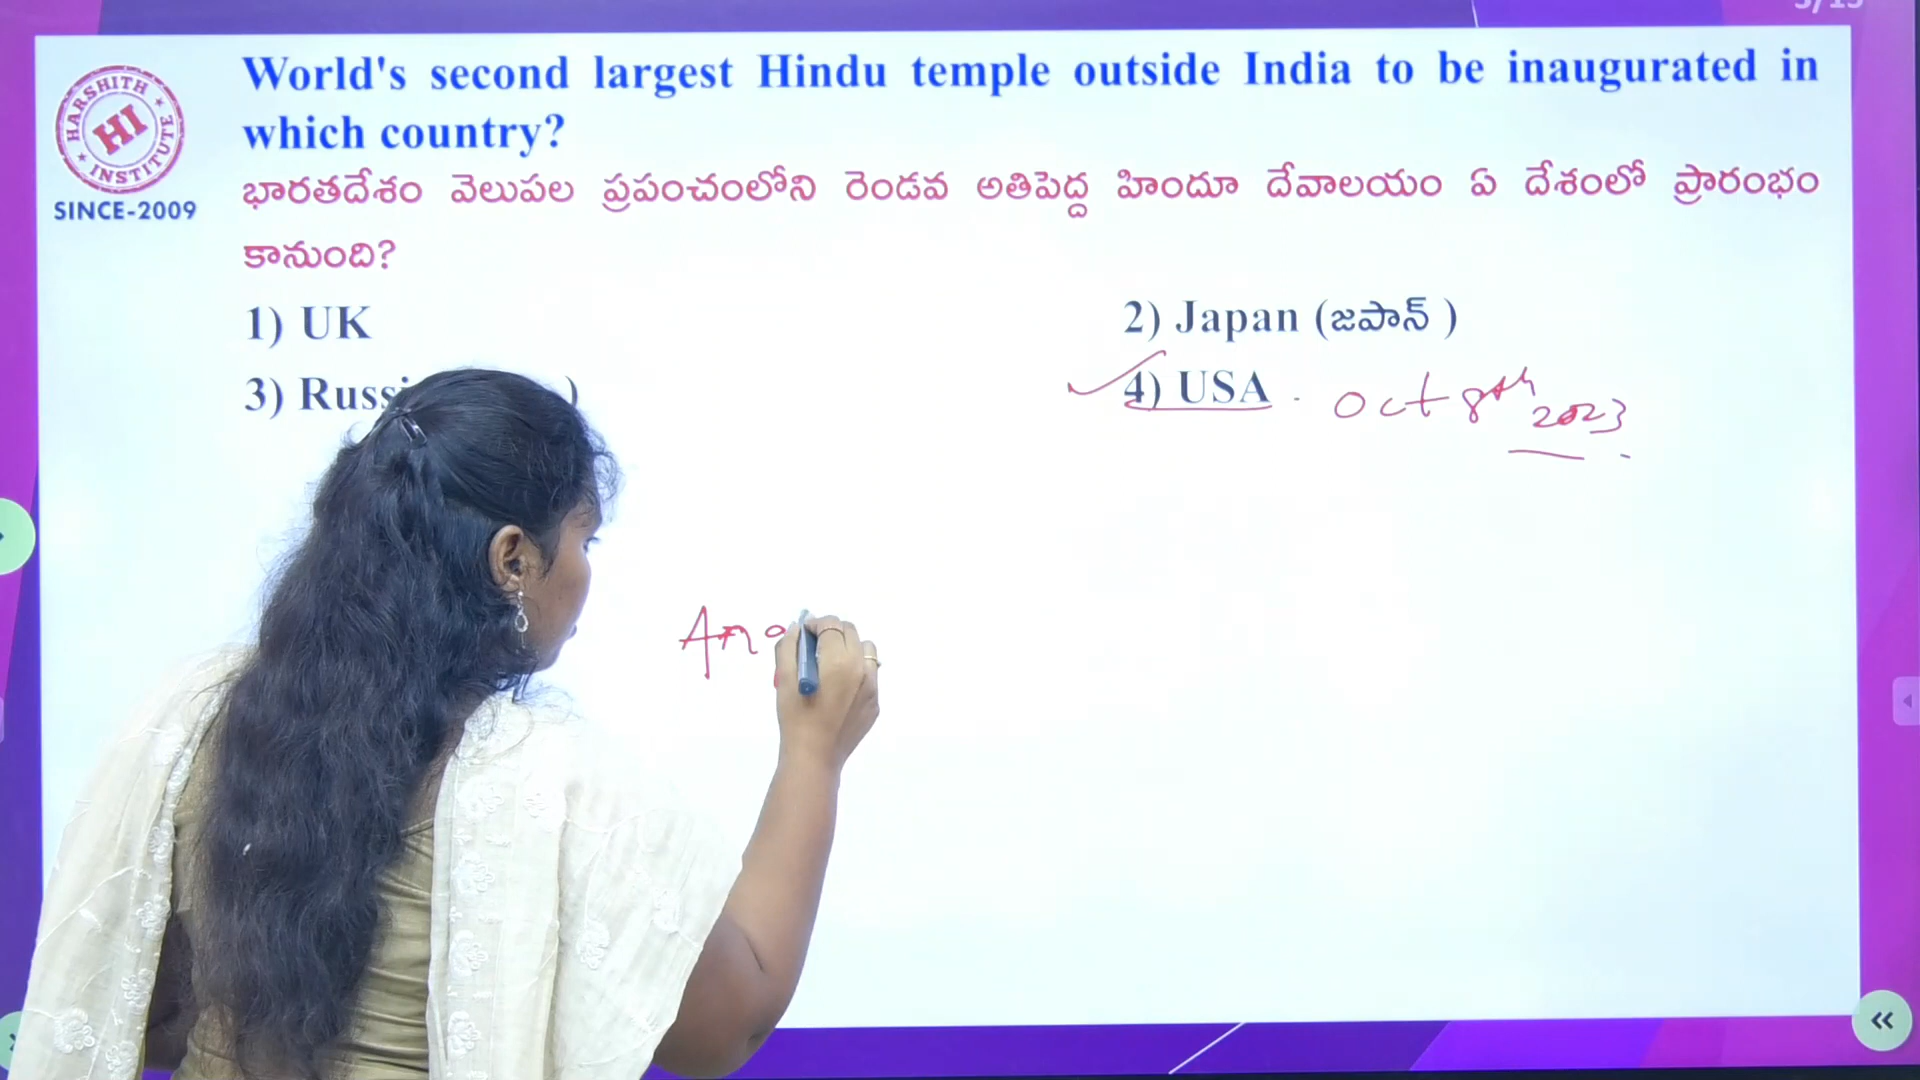 World's second largest Hindu temple outside India to be inaugurated in
which country?
భారతదేశం వెలుపల ప్రపంచంలోని రెండవ అతిపెద్ద హిందూ దేవాలయం ఏ దేశంలో ప్రారంభం
కానుంది?
1) UK
2) Japan (జపాన్ )
3) Russi )
4) USA . Oct 8th 2023
HARSHITH
HI
INSTITUTE
SINCE-2009